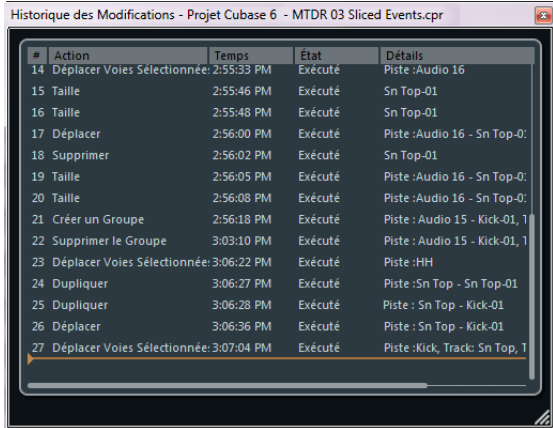 Historique des Modifications - Projet Cubase 6 - MTDR 03 Sliced Events.cpr
# Action Temps État Détails
14 Déplacer Voies Sélectionnées 2:55:33 PM Exécuté Piste :Audio 16
15 Taille 2:55:46 PM Exécuté Sn Top-01
16 Taille 2:55:48 PM Exécuté Sn Top-01
17 Déplacer 2:56:00 PM Exécuté Piste :Audio 16 - Sn Top-0
18 Supprimer 2:56:02 PM Exécuté Sn Top-01
19 Taille 2:56:05 PM Exécuté Piste :Audio 16 - Sn Top-0
20 Taille 2:56:08 PM Exécuté Piste :Audio 16 - Sn Top-0
21 Créer un Groupe 2:56:18 PM Exécuté Piste : Audio 15 - Kick-01, T
22 Supprimer le Groupe 3:03:10 PM Exécuté Piste : Audio 15 - Kick-01, T
23 Déplacer Voies Sélectionnée 3:06:22 PM Exécuté Piste :HH
24 Dupliquer 3:06:27 PM Exécuté Piste :Sn Top - Sn Top-01
25 Dupliquer 3:06:28 PM Exécuté Piste : Sn Top - Kick-01
26 Déplacer 3:06:36 PM Exécuté Piste : Sn Top - Kick-01
27 Déplacer Voies Sélectionnée 3:07:04 PM Exécuté Piste :Kick, Track: Sn Top, T